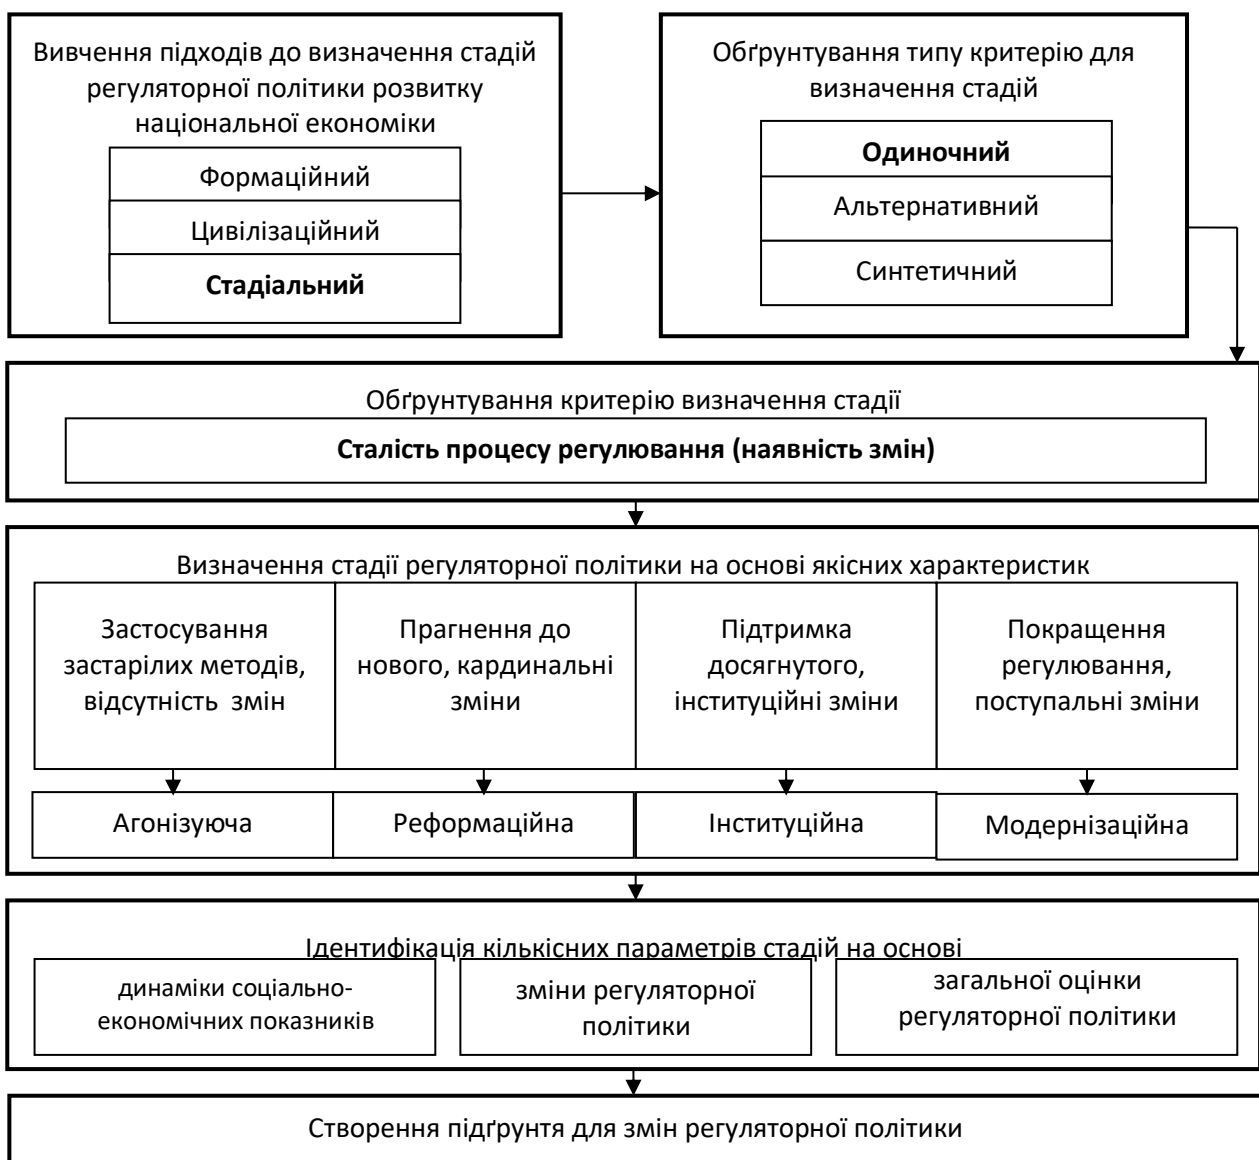 Вивчення підходів до визначення стадій
регуляторної політики розвитку
національної економіки
Формаційний
Цивілізаційний
Стадіальний
Обґрунтування типу критерію для
визначення стадій
Одиночний
Альтернативний
Синтетичний
Обґрунтування критерію визначення стадії
Сталість процесу регулювання (наявність змін)
Визначення стадії регуляторної політики на основі якісних характеристик
Застосування
застарілих методів,
відсутність змін
Прагнення до
нового, кардинальні
зміни
Підтримка
досягнутого,
інституційні зміни
Покращення
регулювання,
поступальні зміни
Агонізуюча
Реформаційна
Інституційна
Модернізаційна
Ідентифікація кількісних параметрів стадій на основі
динаміки соціально-
економічних показників
зміни регуляторної
політики
загальної оцінки
регуляторної політики
Створення підґрунтя для змін регуляторної політики